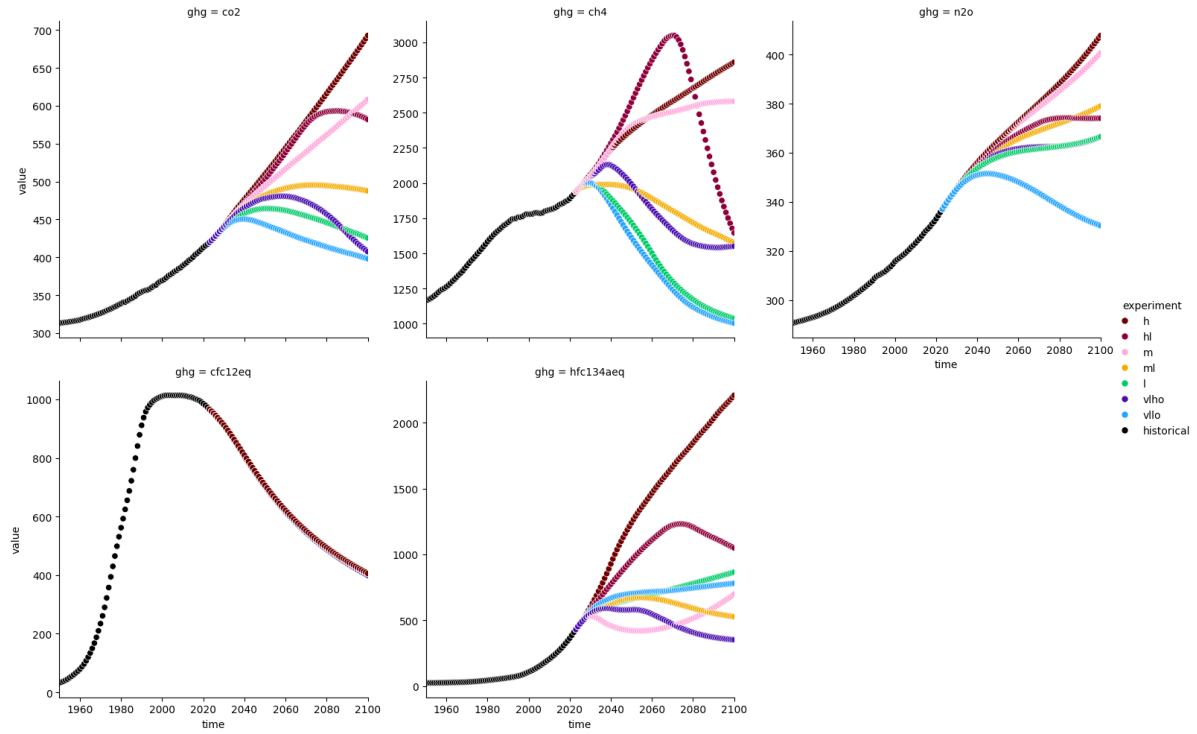 ghg = co2
700
650
600
550
500
450
400
350
300
value
ghg = ch4
3000
2750
2500
2250
2000
1750
1500
1250
1000
ghg = n2o
400
380
360
340
320
300
1960 1980 2000 2020 2040 2060 2080 2100
time
experiment
h
hl
m
ml
l
vlho
vllo
historical
ghg = cfc12eq
1000
800
600
400
200
0
value
1960 1980 2000 2020 2040 2060 2080 2100
time
ghg = hfc134aeq
2000
1500
1000
500
0
1960 1980 2000 2020 2040 2060 2080 2100
time